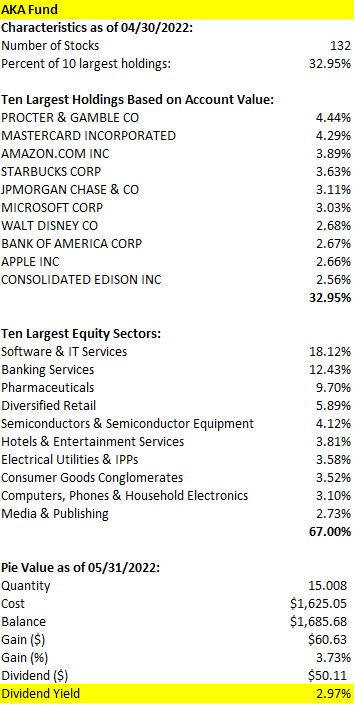 AKA Fund
Characteristics as of 04/30/2022:
Number of Stocks 132
Percent of 10 largest holdings: 32.95%
Ten Largest Holdings Based on Account Value:
PROCTER & GAMBLE CO 4.44%
MASTERCARD INCORPORATED 4.29%
AMAZON.COM INC 3.89%
STARBUCKS CORP 3.63%
JPMORGAN CHASE & CO 3.11%
MICROSOFT CORP 3.03%
WALT DISNEY CO 2.68%
BANK OF AMERICA CORP 2.67%
APPLE INC 2.66%
CONSOLIDATED EDISON INC 2.56%
32.95%
Ten Largest Equity Sectors:
Software & IT Services 18.12%
Banking Services 12.43%
Pharmaceuticals 9.70%
Diversified Retail 5.89%
Semiconductors & Semiconductor Equipment 4.12%
Hotels & Entertainment Services 3.81%
Electrical Utilities & IPPs 3.58%
Consumer Goods Conglomerates 3.52%
Computers, Phones & Household Electronics 3.10%
Media & Publishing 2.73%
67.00%
Pie Value as of 05/31/2022:
Quantity 15.008
Cost $1,625.05
Balance $1,685.68
Gain ($) $60.63
Gain (%) 3.73%
Dividend ($) $50.11
Dividend Yield 2.97%